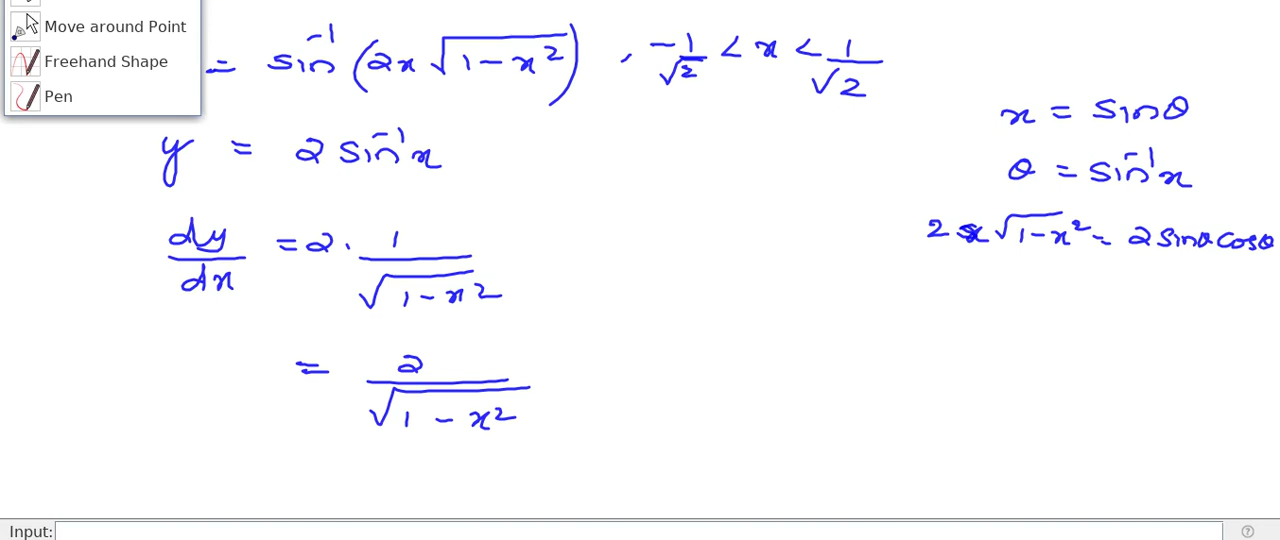 Move around Point
Freehand Shape
Pen
= sin⁻¹ (2x √(1 - x²)) , -1/√2 < x < 1/√2
y = 2 sin⁻¹x
dy/dx = 2 . 1/√(1 - x²)
= 2/√(1 - x²)
x = sinθ
θ = sin⁻¹x
2x √(1-x²) = 2 sinθ cosθ
Input: